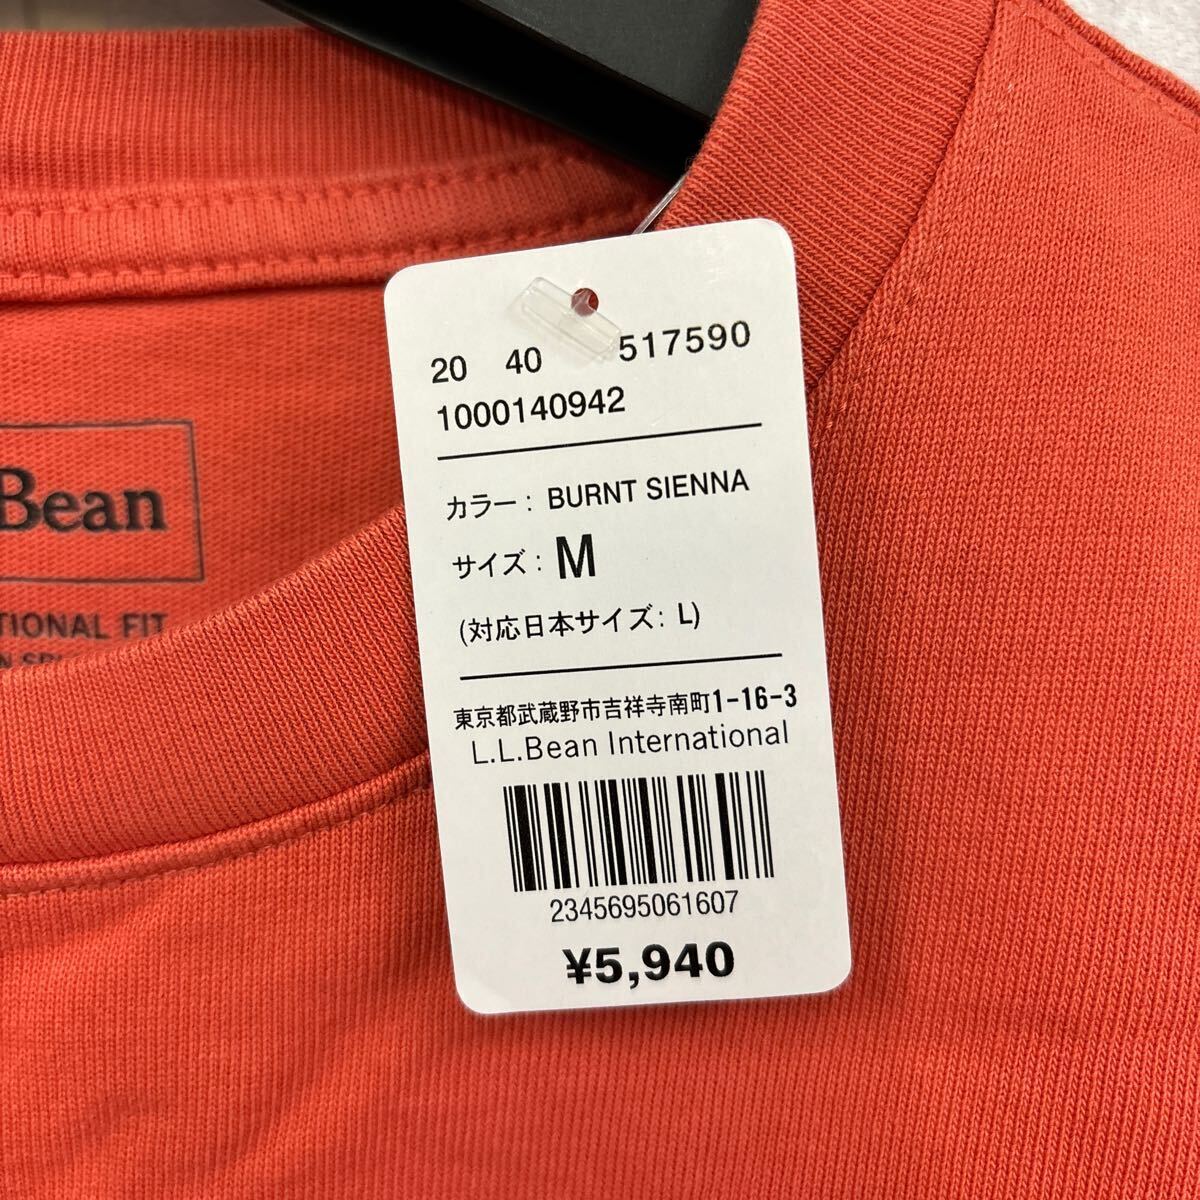 20 40 517590
1000140942
カラー: BURNT SIENNA
サイズ: M
(対応日本サイズ: L)
東京都武蔵野市吉祥寺南町1-16-3
L.L.Bean International
2345695061607
¥5,940
Bean
TIONAL FIT